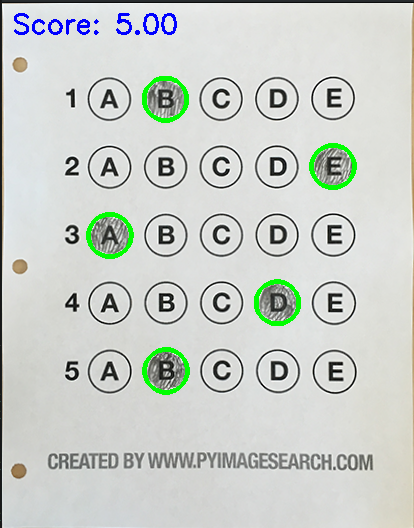 Score: 5.00
1 A B C D E
2 A B C D E
3 A B C D E
4 A B C D E
5 A B C D E
CREATED BY WWW.PYIMAGESEARCH.COM